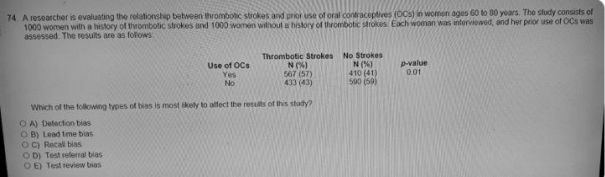 74. A researcher is evaluating the relationship between thrombotic strokes and prior use of oral contraceptives (OCs) in women ages 60 to 80 years. The study consists of
1000 women with a history of thrombotic strokes and 1000 women without a history of thrombotic strokes. Each woman was interviewed, and her prior use of OCs was
assessed. The results are as follows:
Thrombotic Strokes No Strokes
Use of OCs N (%) N (%) p-value
Yes 567 (57) 410 (41) 0.01
No 433 (43) 590 (59)
Which of the following types of bias is most likely to affect the results of this study?
A) Detection bias
B) Lead time bias
C) Recall bias
D) Test referral bias
E) Test review bias